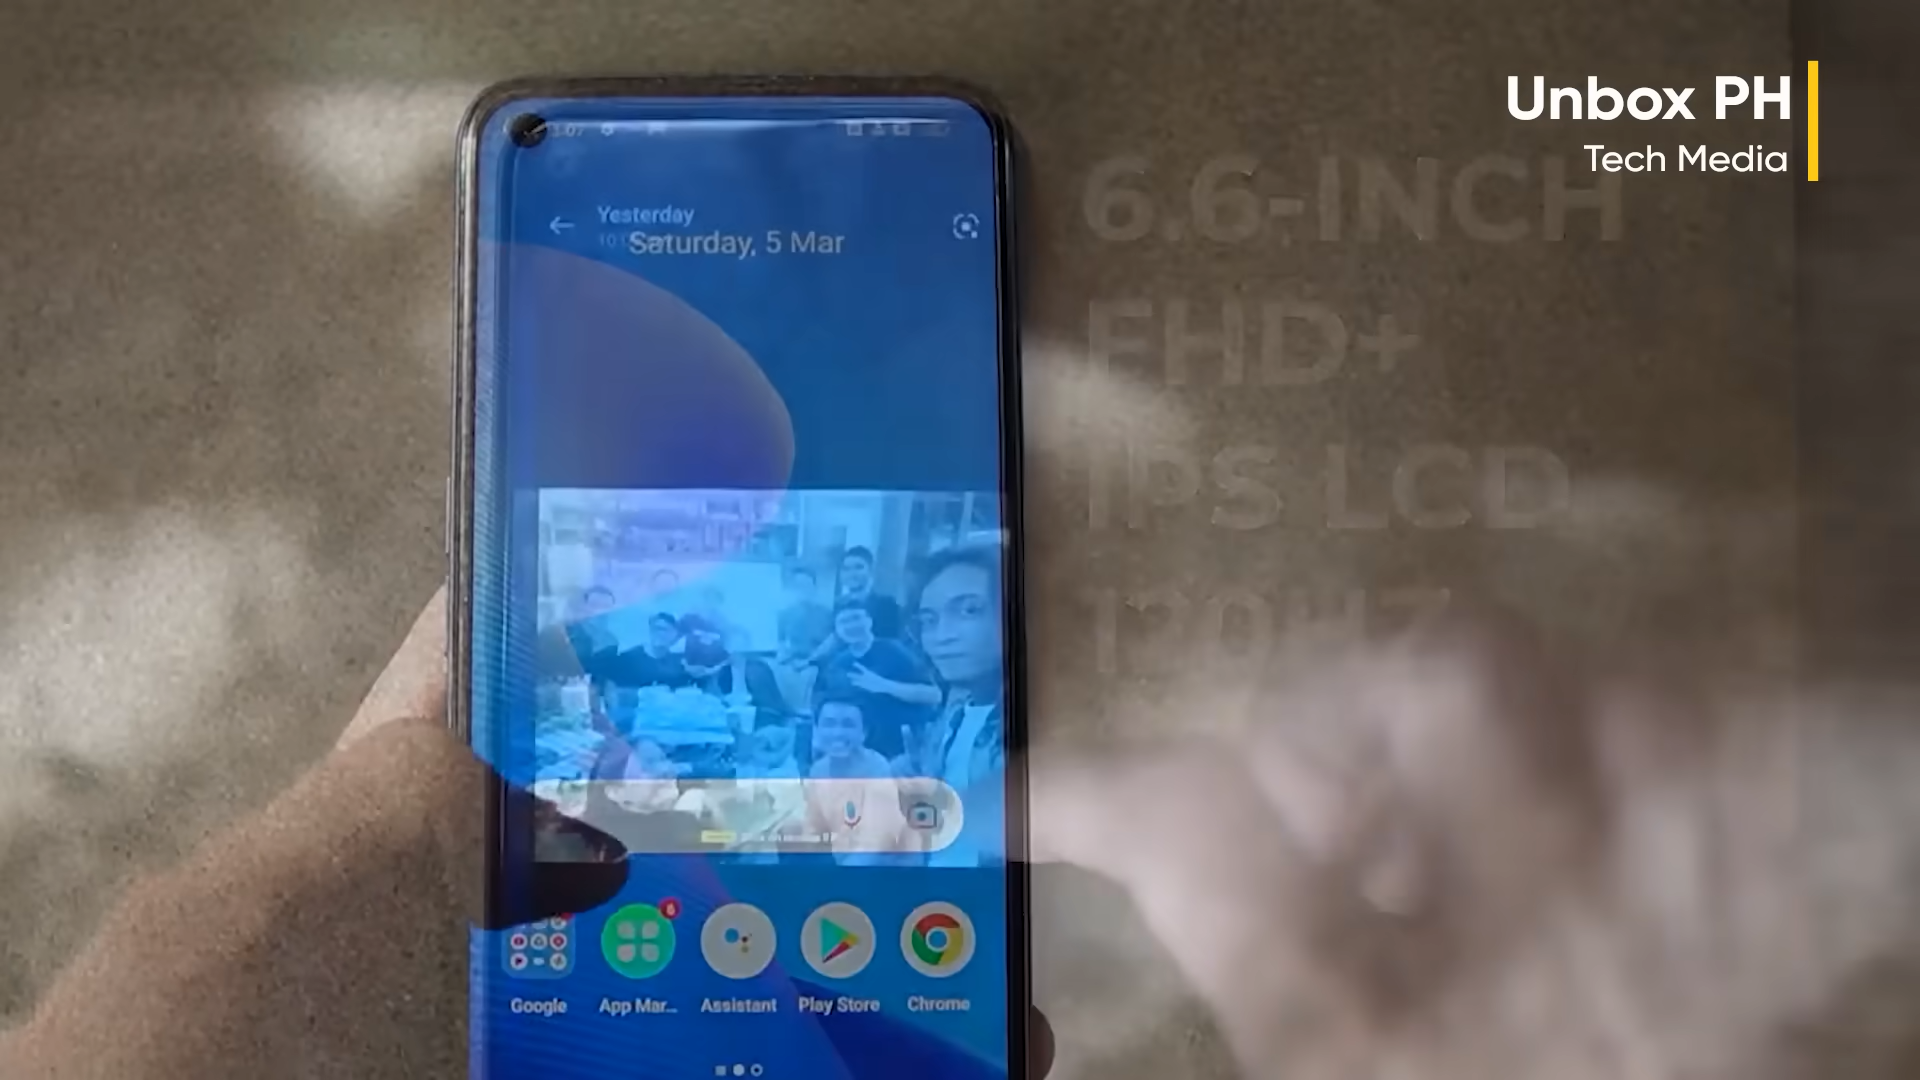 Unbox PH
Tech Media
6.6-INCH
FHD+
IPS LCD
120HZ
Yesterday
Saturday, 5 Mar
Google
App Mar...
Assistant
Play Store
Chrome